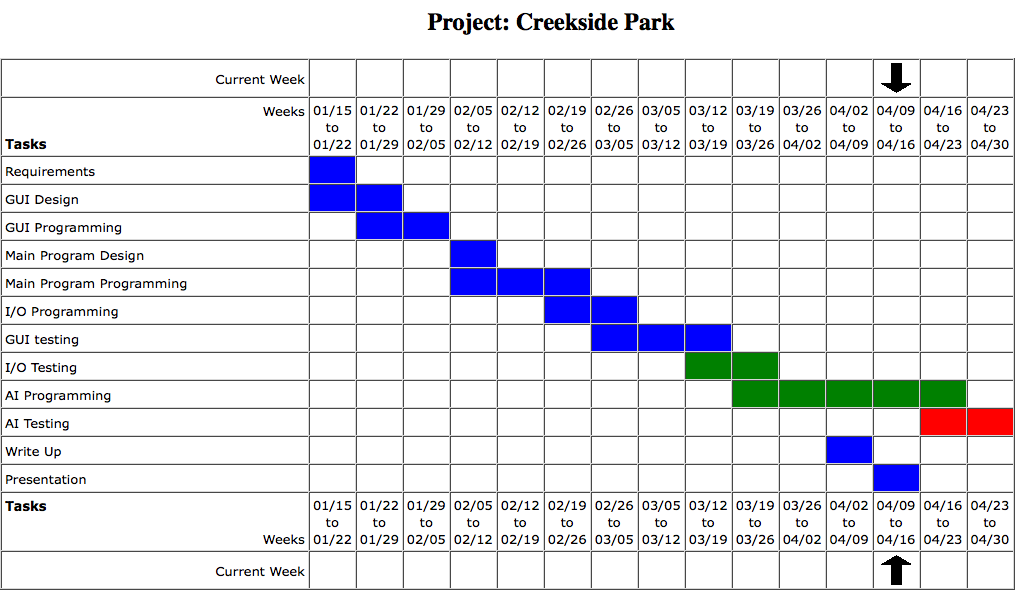 Project: Creekside Park
Current Week
Weeks 01/15 01/22 01/29 02/05 02/12 02/19 02/26 03/05 03/12 03/19 03/26 04/02 04/09 04/16 04/23
to to to to to to to to to to to to to to to
Tasks 01/22 01/29 02/05 02/12 02/19 02/26 03/05 03/12 03/19 03/26 04/02 04/09 04/16 04/23 04/30
Requirements
GUI Design
GUI Programming
Main Program Design
Main Program Programming
I/O Programming
GUI testing
I/O Testing
AI Programming
AI Testing
Write Up
Presentation
Tasks 01/15 01/22 01/29 02/05 02/12 02/19 02/26 03/05 03/12 03/19 03/26 04/02 04/09 04/16 04/23
to to to to to to to to to to to to to to to
Weeks 01/22 01/29 02/05 02/12 02/19 02/26 03/05 03/12 03/19 03/26 04/02 04/09 04/16 04/23 04/30
Current Week